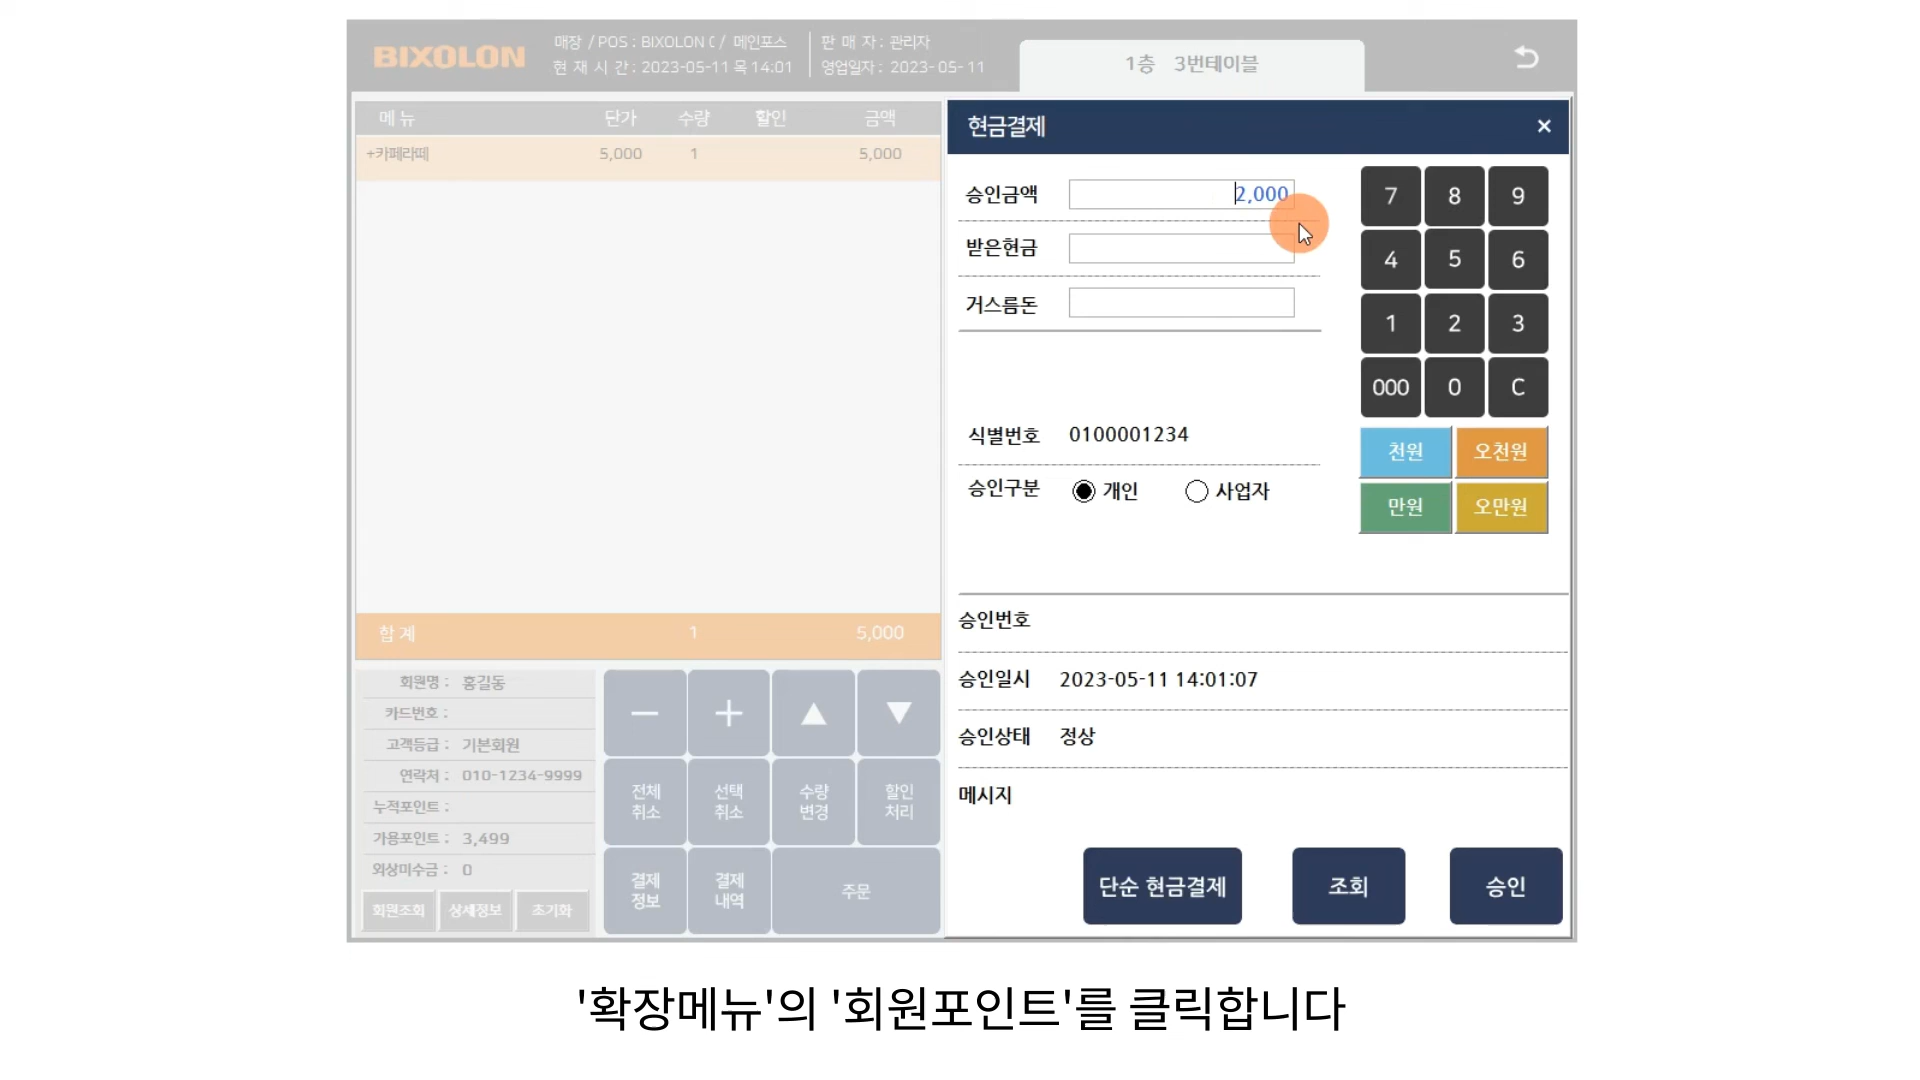 BIXOLON
매장 / POS : BIXOLON ( / 메인포스
판 매 자 : 관리자
현 재 시 간 : 2023-05-11 목 14:01
영업일자 : 2023- 05- 11
1층 3번테이블
메 뉴 단가 수량 할인 금액
+카페라떼 5,000 1 5,000
합 계 1 5,000
회원명 : 홍길동
카드번호 :
고객등급 : 기본회원
연락처 : 010-1234-9999
누적포인트 :
가용포인트 : 3,499
외상미수금 : 0
회원조회 상세정보 초기화
− + ▲ ▼
전체 취소
선택 취소
수량 변경
할인 처리
결제 정보
결제 내역
주문
현금결제 ×
승인금액 2,000
받은현금
거스름돈
7 8 9
4 5 6
1 2 3
000 0 C
천원 오천원
만원 오만원
식별번호 0100001234
승인구분 개인 사업자
승인번호
승인일시 2023-05-11 14:01:07
승인상태 정상
메시지
단순 현금결제 조회 승인
'확장메뉴'의 '회원포인트'를 클릭합니다